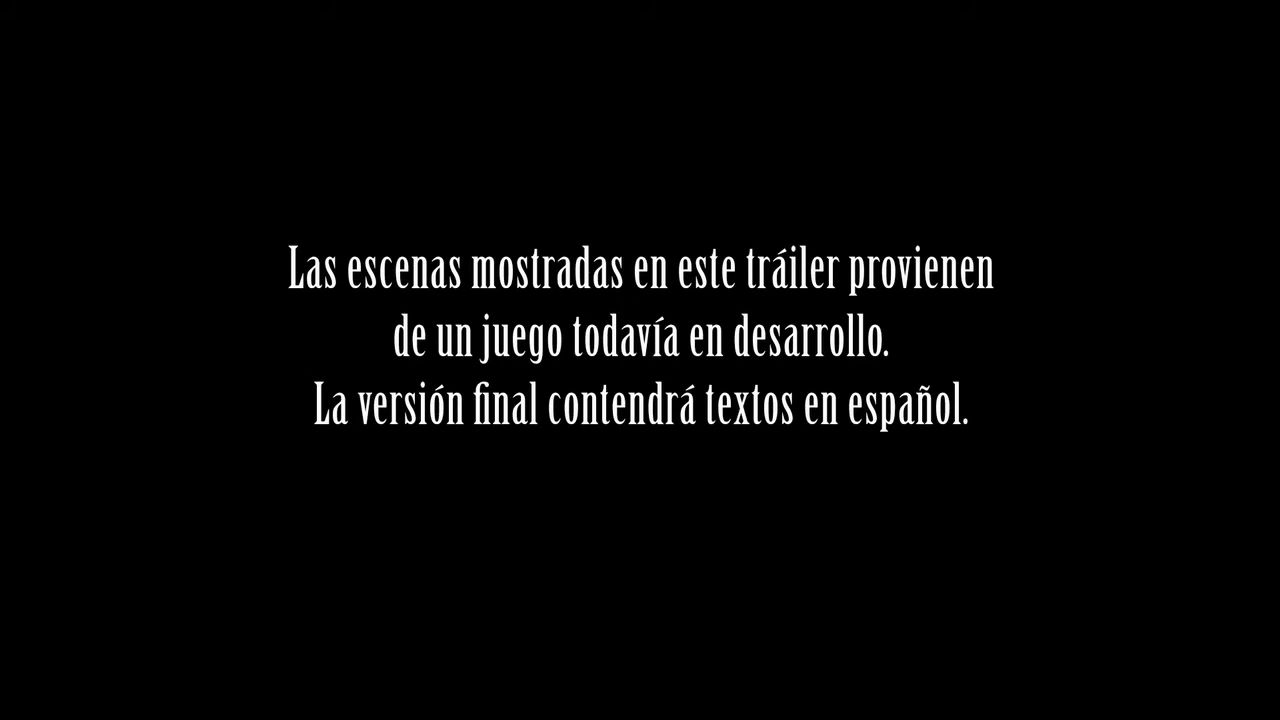 Las escenas mostradas en este tráiler provienen
de un juego todavía en desarrollo.
La versión final contendrá textos en español.